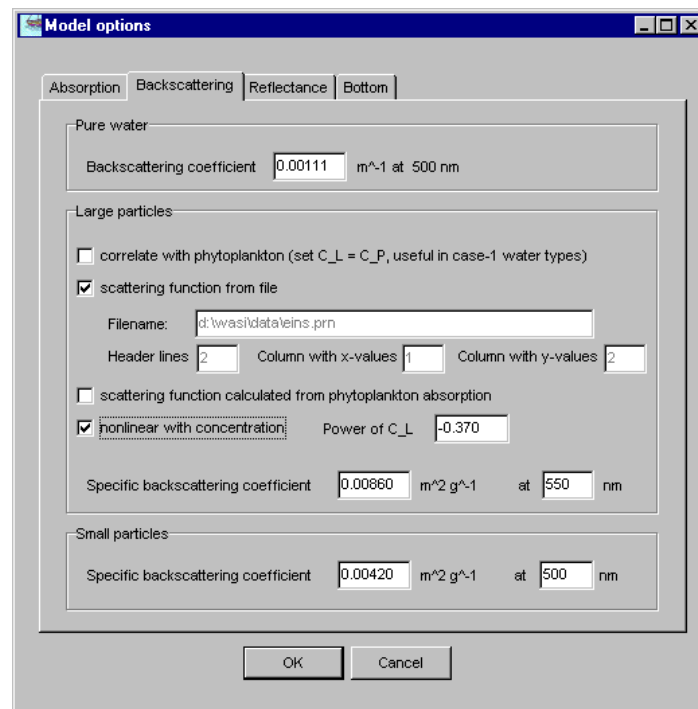 Model options
Absorption Backscattering Reflectance Bottom
Pure water
Backscattering coefficient 0.00111 m^-1 at 500 nm
Large particles
correlate with phytoplankton (set C_L = C_P, useful in case-1 water types)
scattering function from file
Filename: d:\wasi\data\eins.prn
Header lines 2 Column with x-values 1 Column with y-values 2
scattering function calculated from phytoplankton absorption
nonlinear with concentration Power of C_L -0.370
Specific backscattering coefficient 0.00860 m^2 g^-1 at 550 nm
Small particles
Specific backscattering coefficient 0.00420 m^2 g^-1 at 500 nm
OK Cancel